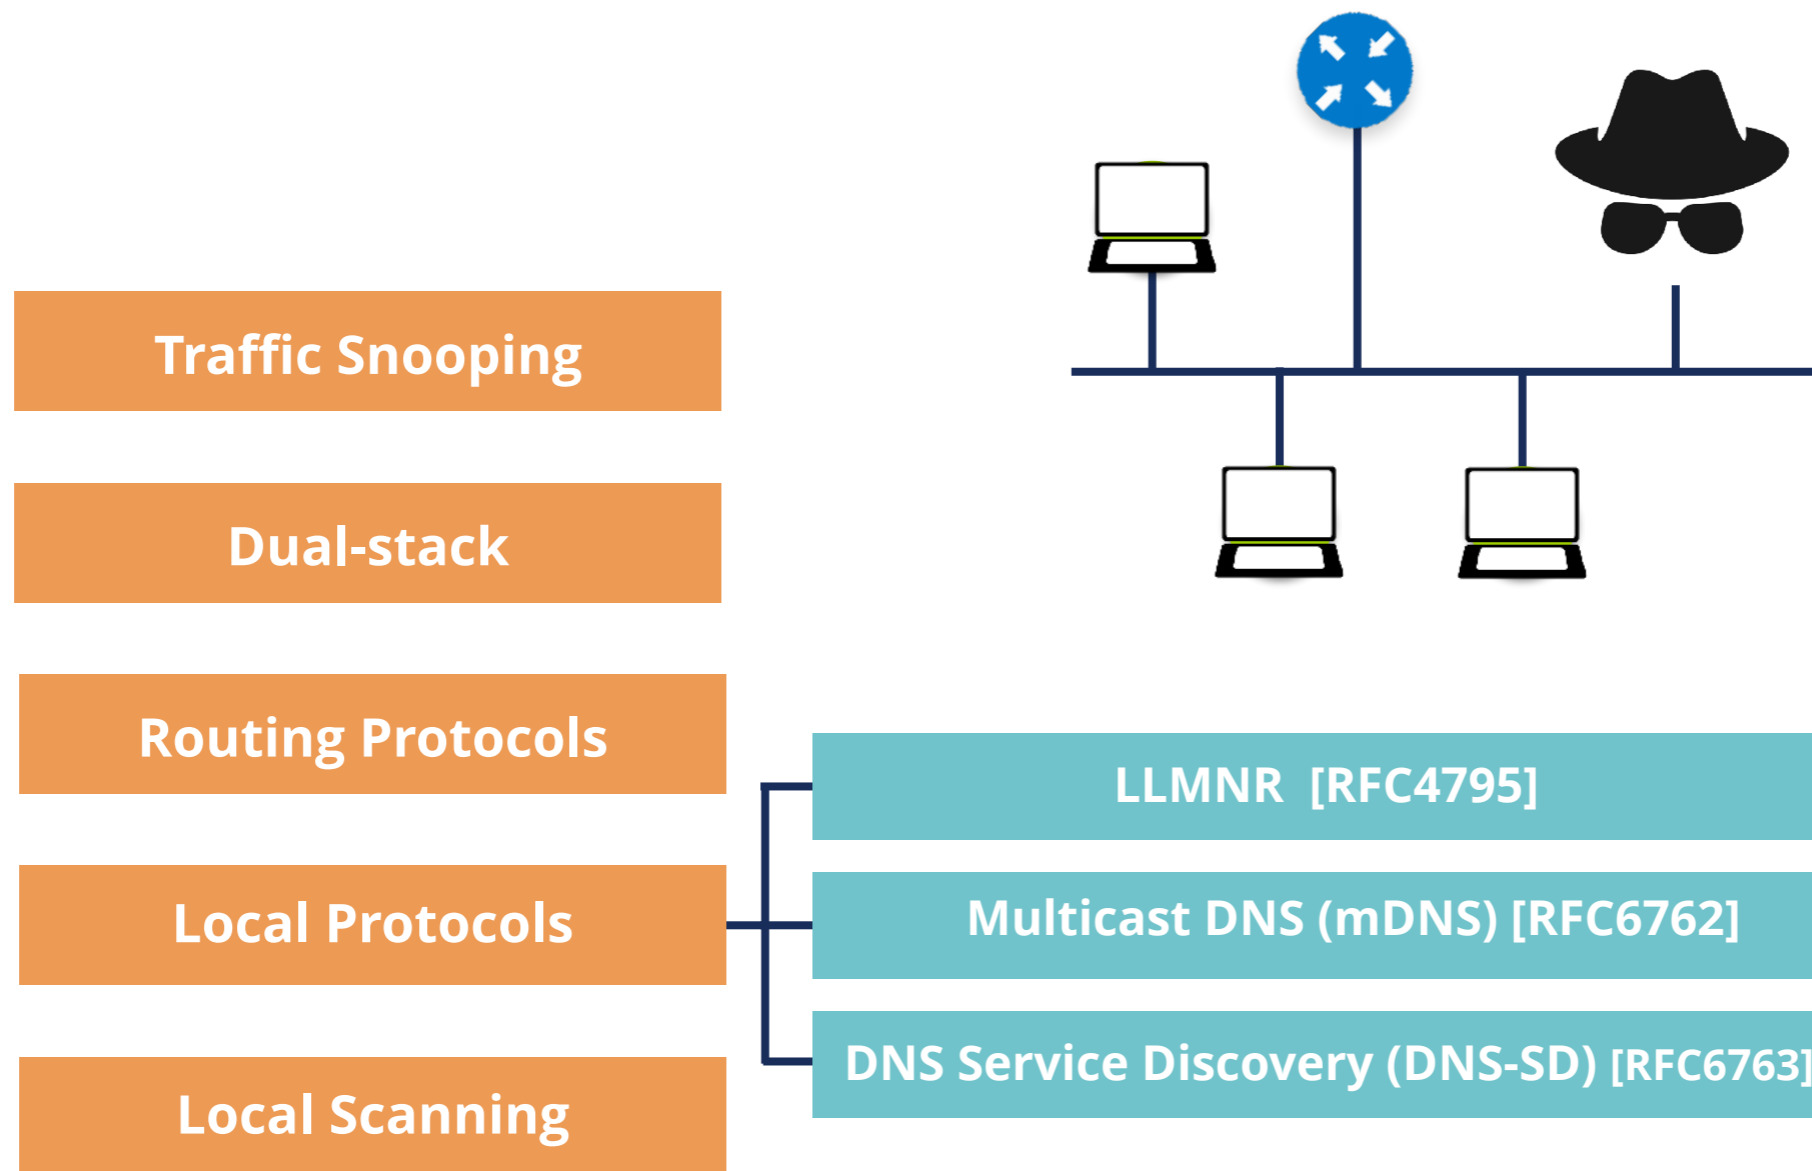 Traffic Snooping
Dual-stack
Routing Protocols
Local Protocols
Local Scanning
LLMNR [RFC4795]
Multicast DNS (mDNS) [RFC6762]
DNS Service Discovery (DNS-SD) [RFC6763]